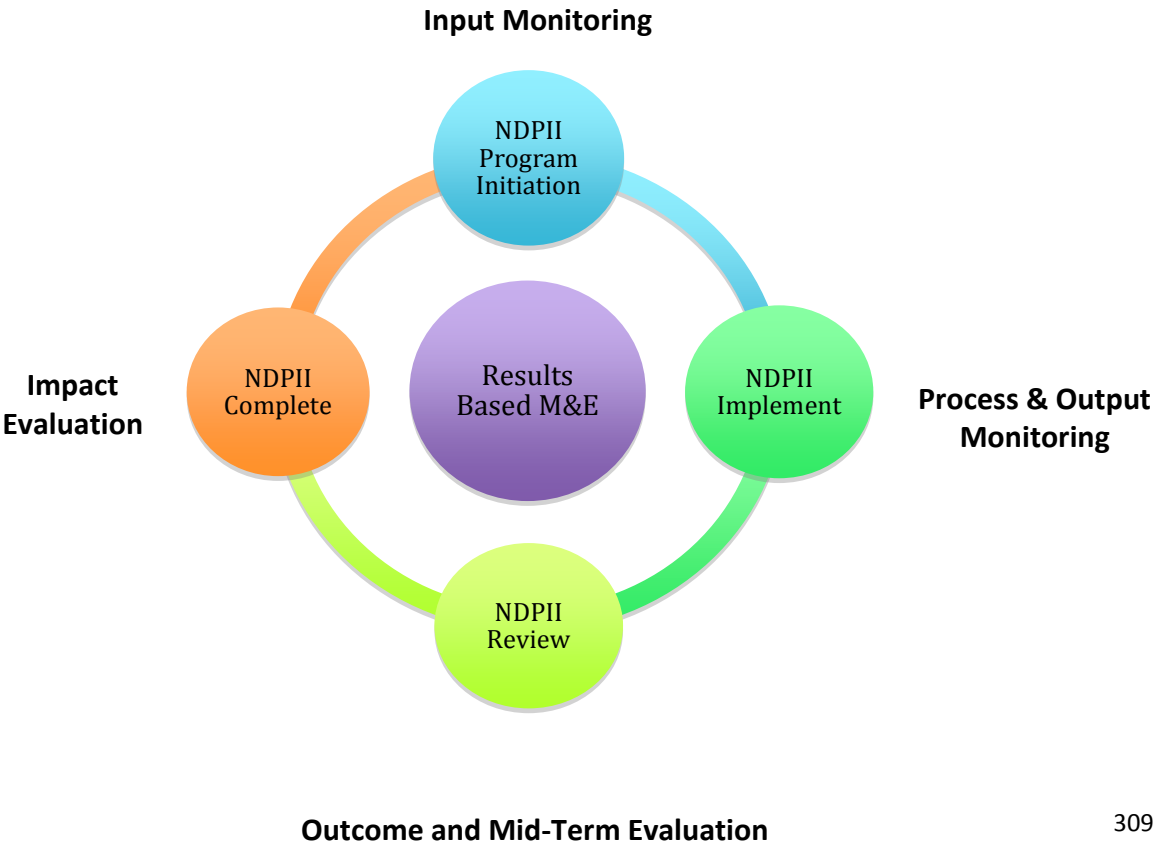 Input Monitoring
NDPII
Program
Initiation
Impact
Evaluation
NDPII
Complete
Results
Based M&E
NDPII
Implement
Process & Output
Monitoring
NDPII
Review
Outcome and Mid-Term Evaluation
309